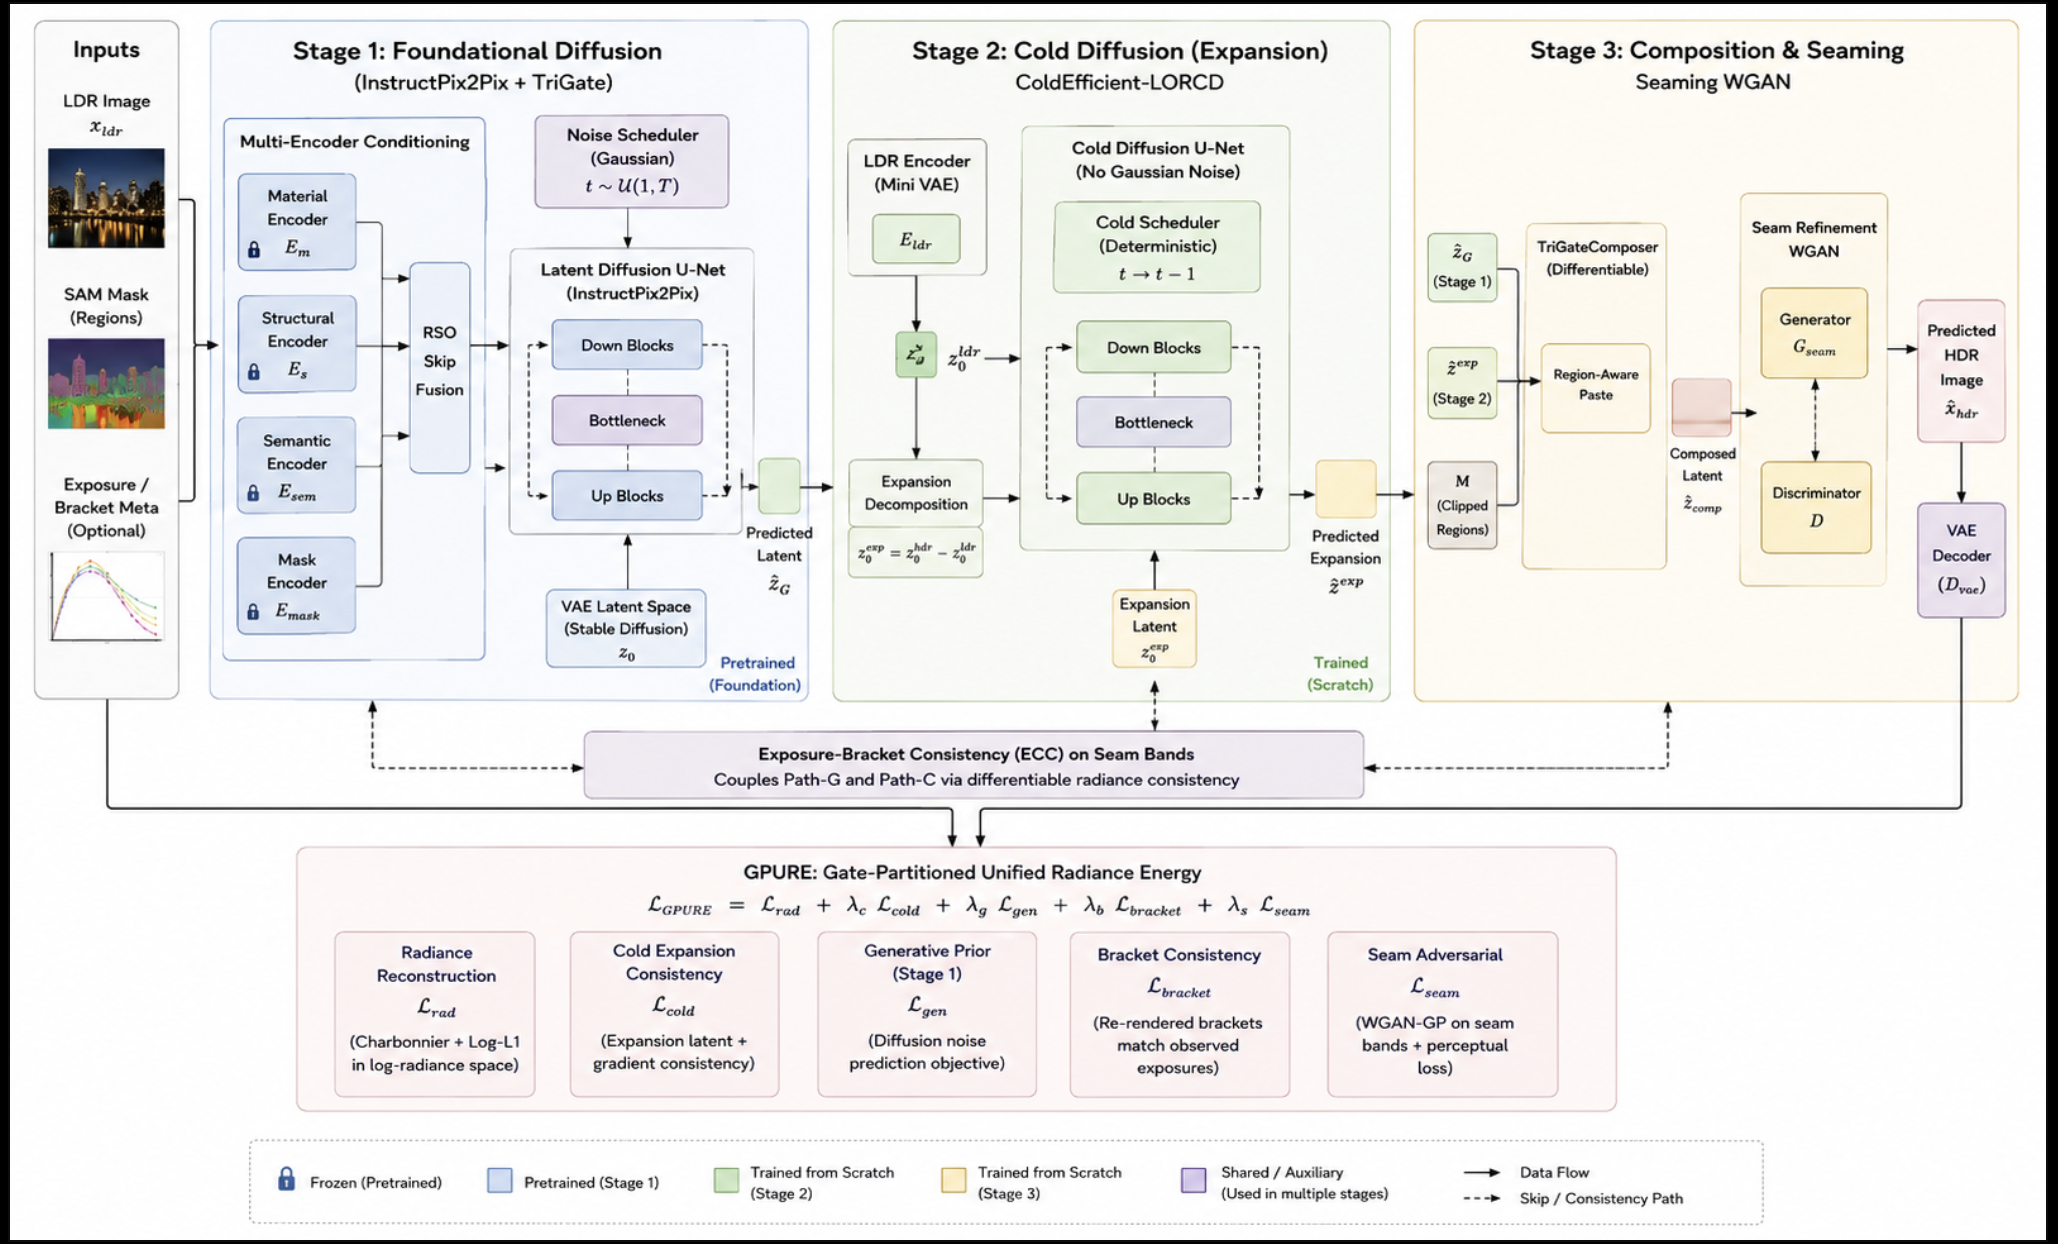 Inputs
LDR Image
x_ldr
SAM Mask
(Regions)
Exposure /
Bracket Meta
(Optional)
Stage 1: Foundational Diffusion
(InstructPix2Pix + TriGate)
Multi-Encoder Conditioning
Material
Encoder
E_m
Structural
Encoder
E_s
Semantic
Encoder
E_sem
Mask
Encoder
E_mask
RSO
Skip
Fusion
Noise Scheduler
(Gaussian)
t ∼ 𝒰(1, T)
Latent Diffusion U-Net
(InstructPix2Pix)
Down Blocks
Bottleneck
Up Blocks
VAE Latent Space
(Stable Diffusion)
z_0
Predicted
Latent
ẑ_G
Pretrained
(Foundation)
Stage 2: Cold Diffusion (Expansion)
ColdEfficient-LORCD
LDR Encoder
(Mini VAE)
E_ldr
z_0^ldr
Expansion
Decomposition
z_0^exp = z_0^hdr − z_0^ldr
Cold Diffusion U-Net
(No Gaussian Noise)
Cold Scheduler
(Deterministic)
t → t − 1
Down Blocks
Bottleneck
Up Blocks
Expansion
Latent
z_0^exp
Predicted
Expansion
ẑ^exp
Trained
(Scratch)
Stage 3: Composition & Seaming
Seaming WGAN
ẑ_G
(Stage 1)
ẑ^exp
(Stage 2)
M
(Clipped
Regions)
TriGateComposer
(Differentiable)
Region-Aware
Paste
Composed
Latent
ẑ_comp
Seam Refinement
WGAN
Generator
G_seam
Discriminator
D
Predicted
HDR
Image
x̂_hdr
VAE
Decoder
(D_vae)
Exposure-Bracket Consistency (ECC) on Seam Bands
Couples Path-G and Path-C via differentiable radiance consistency
GPURE: Gate-Partitioned Unified Radiance Energy
ℒ_GPURE = ℒ_rad + λ_c ℒ_cold + λ_g ℒ_gen + λ_b ℒ_bracket + λ_s ℒ_seam
Radiance
Reconstruction
ℒ_rad
(Charbonnier + Log-L1
in log-radiance space)
Cold Expansion
Consistency
ℒ_cold
(Expansion latent +
gradient consistency)
Generative Prior
(Stage 1)
ℒ_gen
(Diffusion noise
prediction objective)
Bracket Consistency
ℒ_bracket
(Re-rendered brackets
match observed
exposures)
Seam Adversarial
ℒ_seam
(WGAN-GP on seam
bands + perceptual
loss)
Frozen (Pretrained)
Pretrained (Stage 1)
Trained from Scratch
(Stage 2)
Trained from Scratch
(Stage 3)
Shared / Auxiliary
(Used in multiple stages)
Data Flow
Skip / Consistency Path